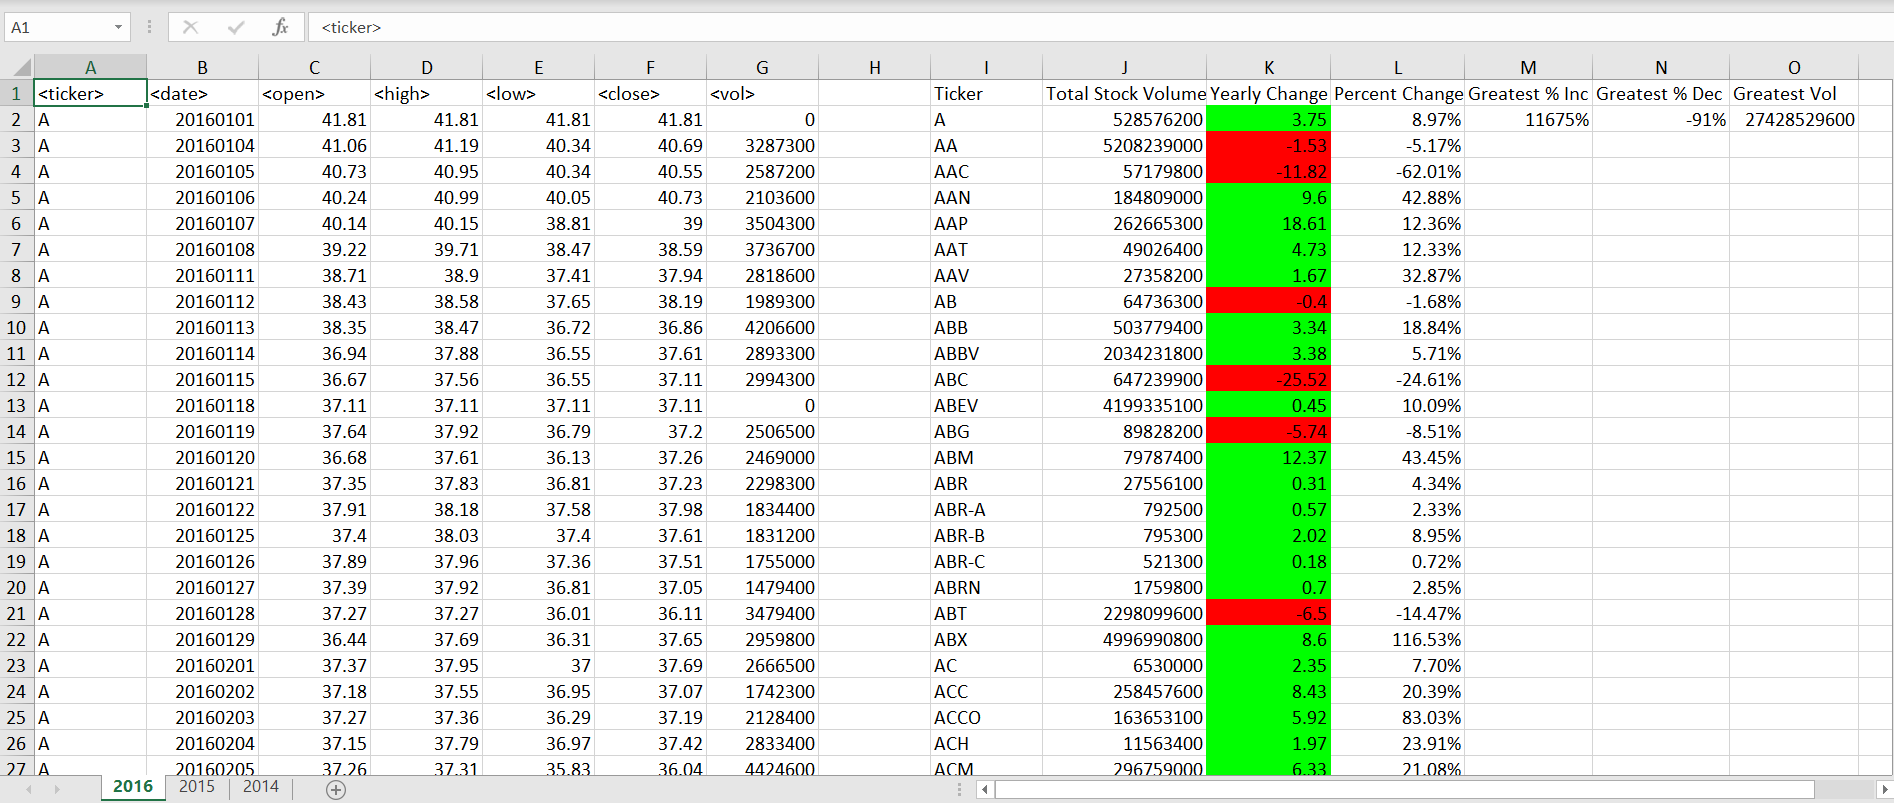 A1 fx <ticker>
A B C D E F G H I J K L M N O
1 <ticker> <date> <open> <high> <low> <close> <vol> Ticker Total Stock Volume Yearly Change Percent Change Greatest % Inc Greatest % Dec Greatest Vol
2 A 20160101 41.81 41.81 41.81 41.81 0 A 528576200 3.75 8.97% 11675% -91% 27428529600
3 A 20160104 41.06 41.19 40.34 40.69 3287300 AA 5208239000 -1.53 -5.17%
4 A 20160105 40.73 40.95 40.34 40.55 2587200 AAC 57179800 -11.82 -62.01%
5 A 20160106 40.24 40.99 40.05 40.73 2103600 AAN 184809000 9.6 42.88%
6 A 20160107 40.14 40.15 38.81 39 3504300 AAP 262665300 18.61 12.36%
7 A 20160108 39.22 39.71 38.47 38.59 3736700 AAT 49026400 4.73 12.33%
8 A 20160111 38.71 38.9 37.41 37.94 2818600 AAV 27358200 1.67 32.87%
9 A 20160112 38.43 38.58 37.65 38.19 1989300 AB 64736300 -0.4 -1.68%
10 A 20160113 38.35 38.47 36.72 36.86 4206600 ABB 503779400 3.34 18.84%
11 A 20160114 36.94 37.88 36.55 37.61 2893300 ABBV 2034231800 3.38 5.71%
12 A 20160115 36.67 37.56 36.55 37.11 2994300 ABC 647239900 -25.52 -24.61%
13 A 20160118 37.11 37.11 37.11 37.11 0 ABEV 4199335100 0.45 10.09%
14 A 20160119 37.64 37.92 36.79 37.2 2506500 ABG 89828200 -5.74 -8.51%
15 A 20160120 36.68 37.61 36.13 37.26 2469000 ABM 79787400 12.37 43.45%
16 A 20160121 37.35 37.83 36.81 37.23 2298300 ABR 27556100 0.31 4.34%
17 A 20160122 37.91 38.18 37.58 37.98 1834400 ABR-A 792500 0.57 2.33%
18 A 20160125 37.4 38.03 37.4 37.61 1831200 ABR-B 795300 2.02 8.95%
19 A 20160126 37.89 37.96 37.36 37.51 1755000 ABR-C 521300 0.18 0.72%
20 A 20160127 37.39 37.92 36.81 37.05 1479400 ABRN 1759800 0.7 2.85%
21 A 20160128 37.27 37.27 36.01 36.11 3479400 ABT 2298099600 -6.5 -14.47%
22 A 20160129 36.44 37.69 36.31 37.65 2959800 ABX 4996990800 8.6 116.53%
23 A 20160201 37.37 37.95 37 37.69 2666500 AC 6530000 2.35 7.70%
24 A 20160202 37.18 37.55 36.95 37.07 1742300 ACC 258457600 8.43 20.39%
25 A 20160203 37.27 37.36 36.29 37.19 2128400 ACCO 163653100 5.92 83.03%
26 A 20160204 37.15 37.79 36.97 37.42 2833400 ACH 11563400 1.97 23.91%
27 A 20160205 37.26 37.31 35.83 36.04 4424600 ACM 296759000 6.33 21.08%
2016 2015 2014